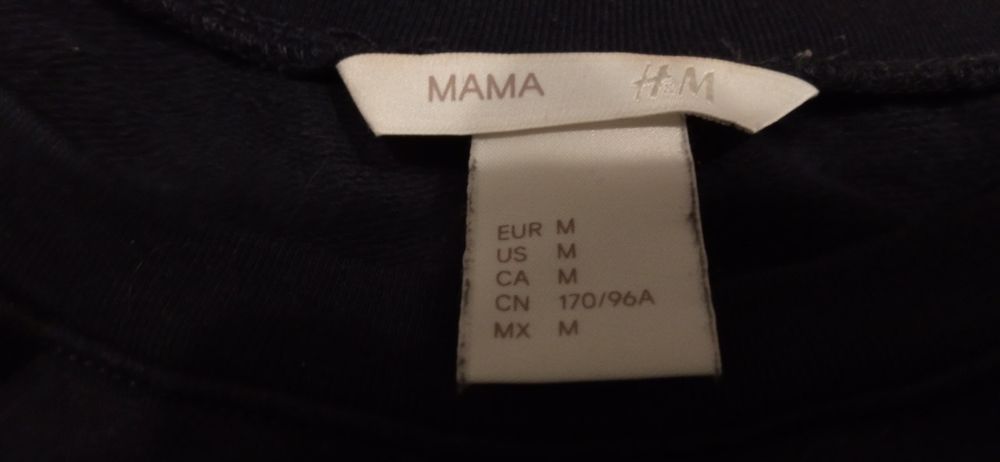 MAMA H&M
EUR M
US M
CA M
CN 170/96A
MX M